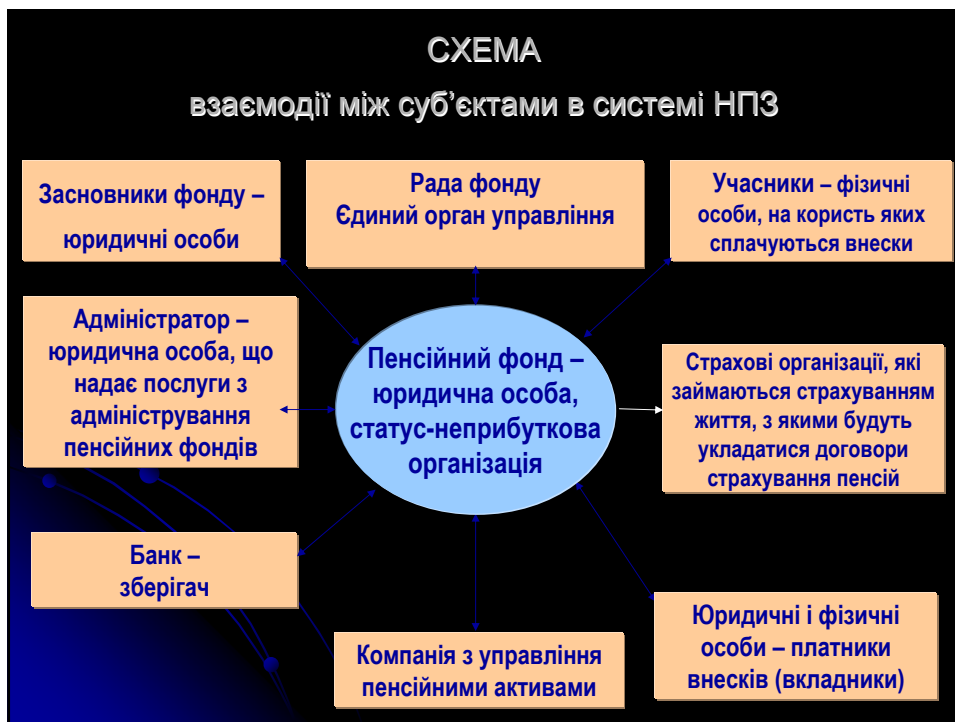 СХЕМА
взаємодії між суб’єктами в системі НПЗ
Засновники фонду –
юридичні особи
Рада фонду
Єдиний орган управління
Учасники – фізичні
особи, на користь яких
сплачуються внески
Адміністратор –
юридична особа, що
надає послуги з
адміністрування
пенсійних фондів
Пенсійний фонд –
юридична особа,
статус-неприбуткова
організація
Страхові організації, які
займаються страхуванням
життя, з якими будуть
укладатися договори
страхування пенсій
Банк –
зберігач
Компанія з управління
пенсійними активами
Юридичні і фізичні
особи – платники
внесків (вкладники)